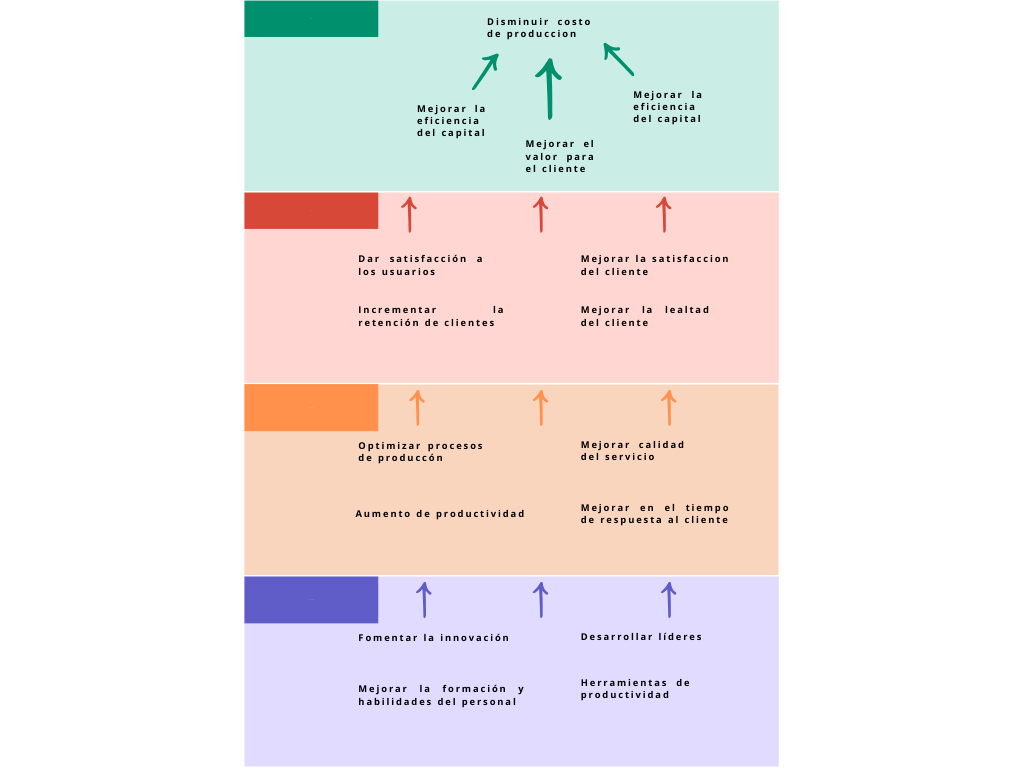 Disminuir costo
de produccion
Mejorar la
eficiencia
del capital
Mejorar el
valor para
el cliente
Mejorar la
eficiencia
del capital
Dar satisfacción a
los usuarios
Mejorar la satisfaccion
del cliente
Incrementar la
retención de clientes
Mejorar la lealtad
del cliente
Optimizar procesos
de produccón
Mejorar calidad
del servicio
Aumento de productividad
Mejorar en el tiempo
de respuesta al cliente
Fomentar la innovación
Desarrollar líderes
Mejorar la formación y
habilidades del personal
Herramientas de
productividad